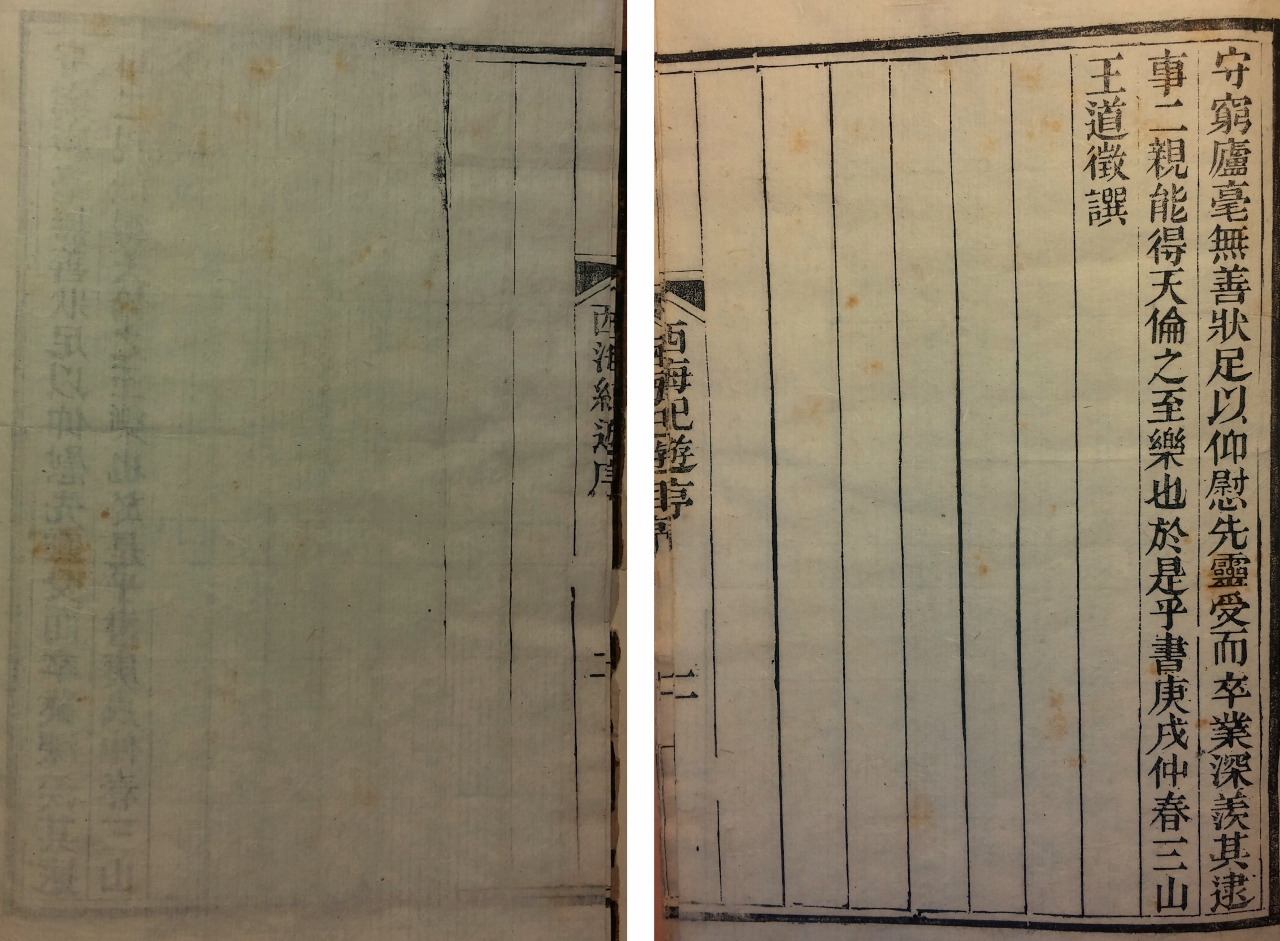 守窮廬毫無善狀足以仰慰先靈受而卒業深羨其逮
事二親能得天倫之至樂也於是乎書庚戌仲春三山
王道徵譔
西海紀遊序
二
西海紀遊序
二